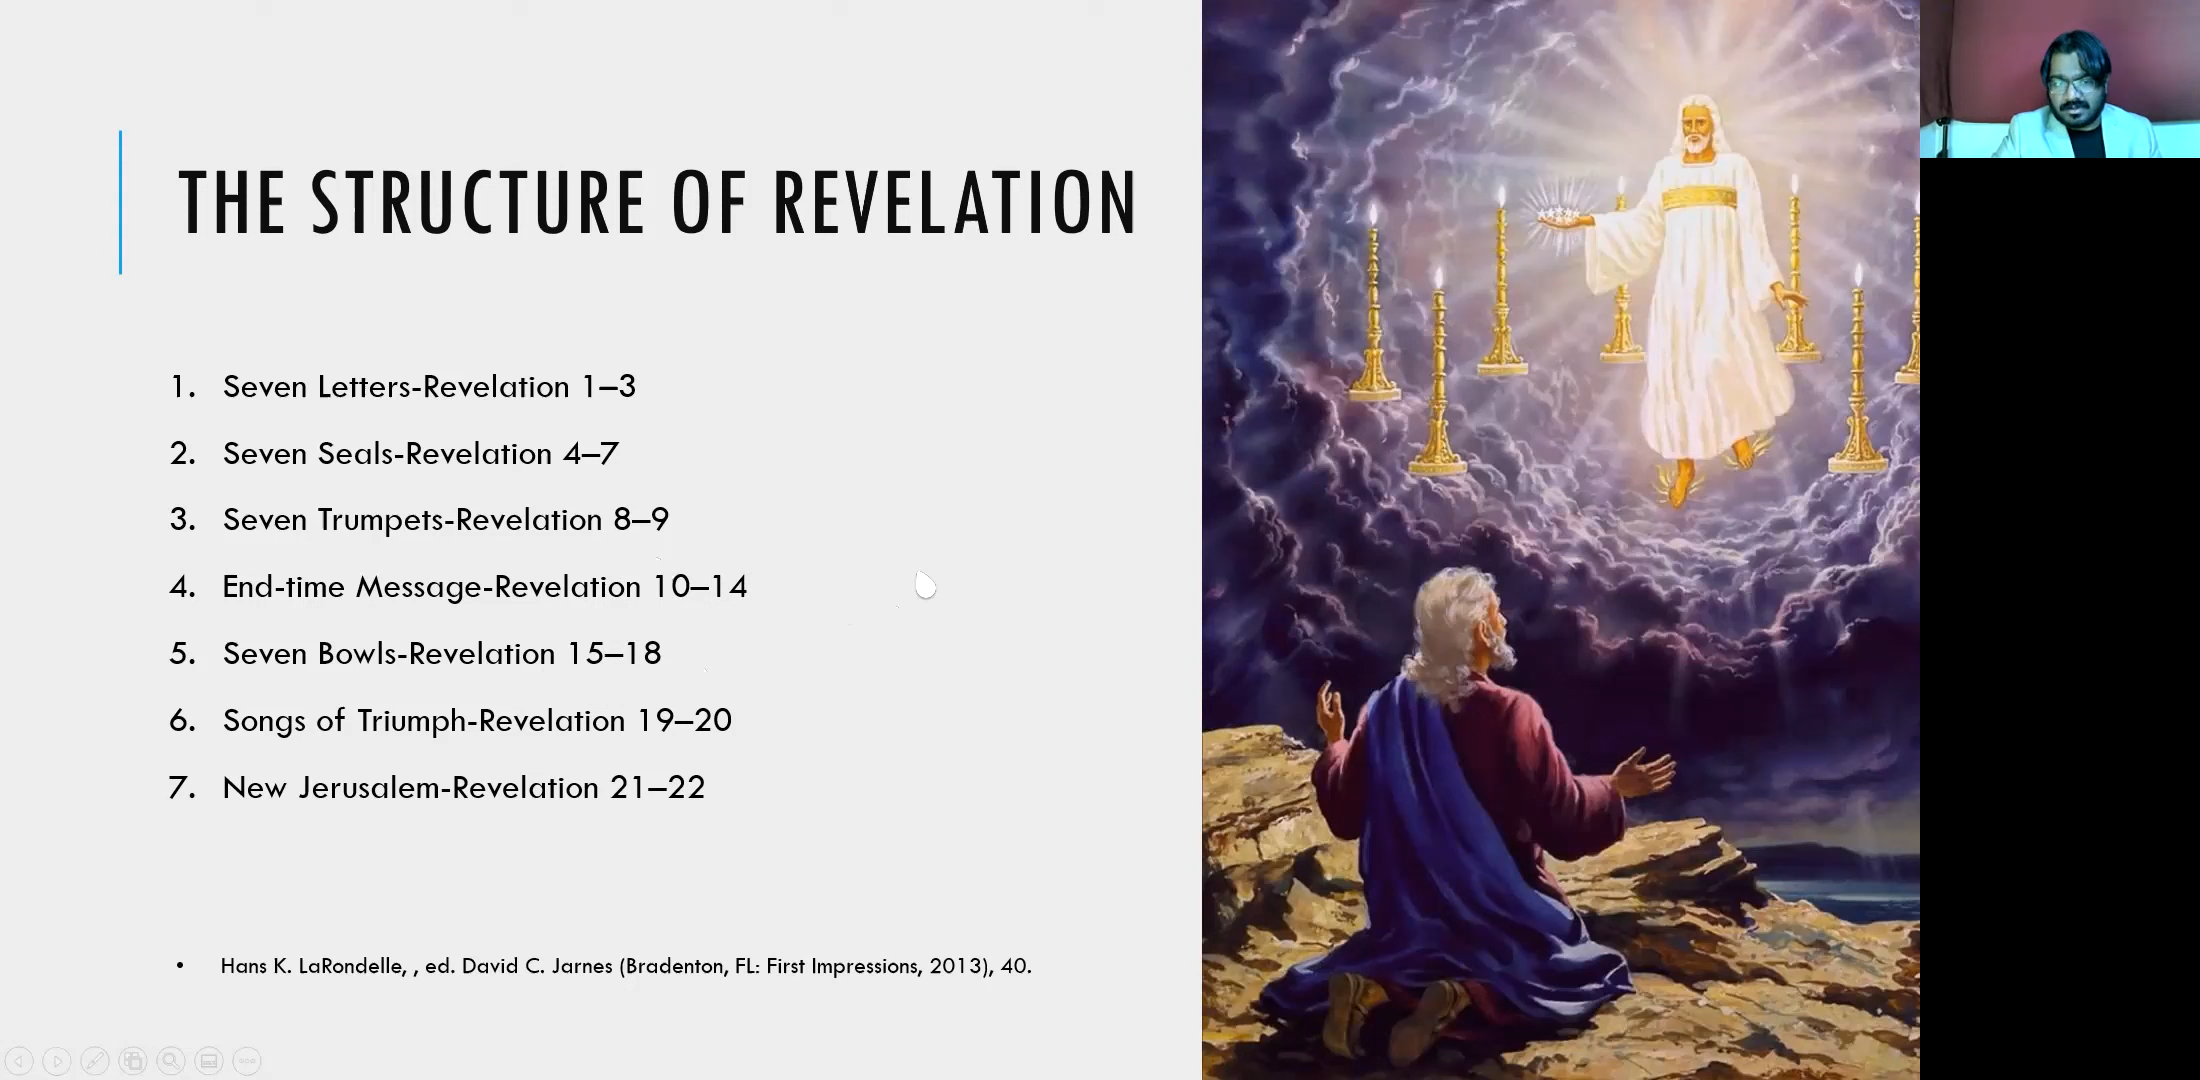 THE STRUCTURE OF REVELATION
1. Seven Letters-Revelation 1–3
2. Seven Seals-Revelation 4–7
3. Seven Trumpets-Revelation 8–9
4. End-time Message-Revelation 10–14
5. Seven Bowls-Revelation 15–18
6. Songs of Triumph-Revelation 19–20
7. New Jerusalem-Revelation 21–22
• Hans K. LaRondelle, , ed. David C. Jarnes (Bradenton, FL: First Impressions, 2013), 40.